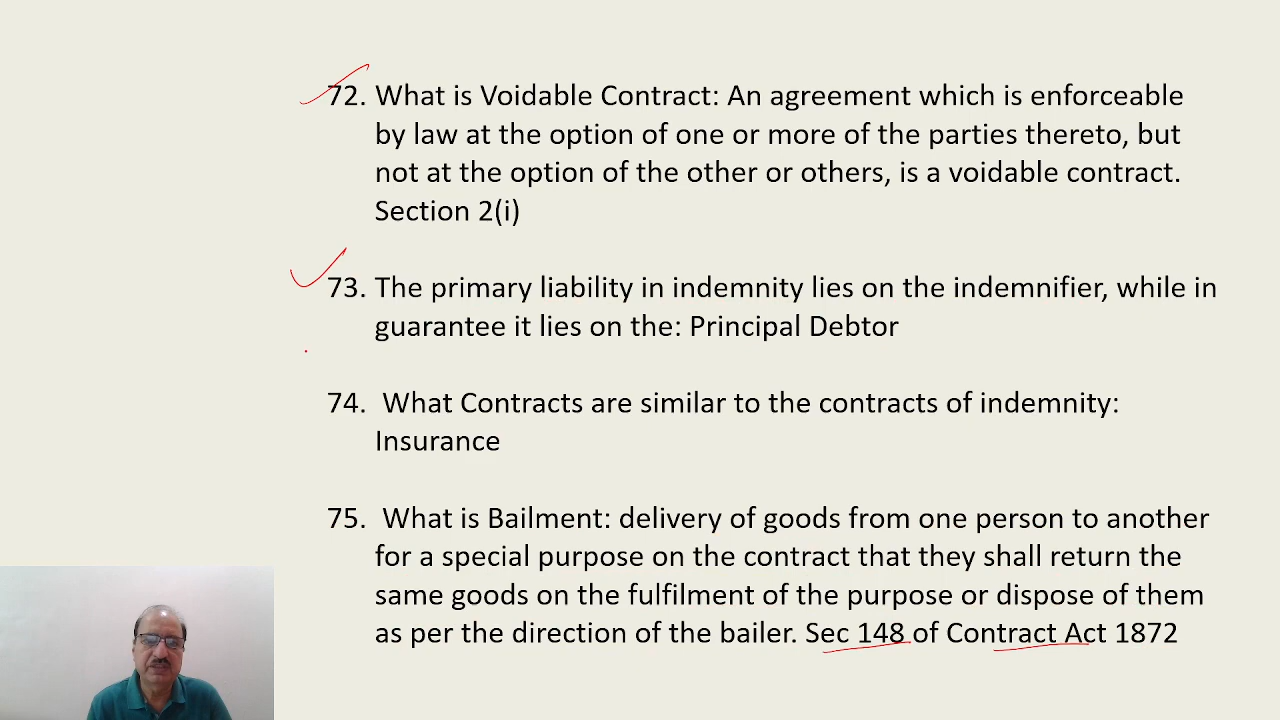 72. What is Voidable Contract: An agreement which is enforceable
by law at the option of one or more of the parties thereto, but
not at the option of the other or others, is a voidable contract.
Section 2(i)
73. The primary liability in indemnity lies on the indemnifier, while in
guarantee it lies on the: Principal Debtor
74. What Contracts are similar to the contracts of indemnity:
Insurance
75. What is Bailment: delivery of goods from one person to another
for a special purpose on the contract that they shall return the
same goods on the fulfilment of the purpose or dispose of them
as per the direction of the bailer. Sec 148 of Contract Act 1872